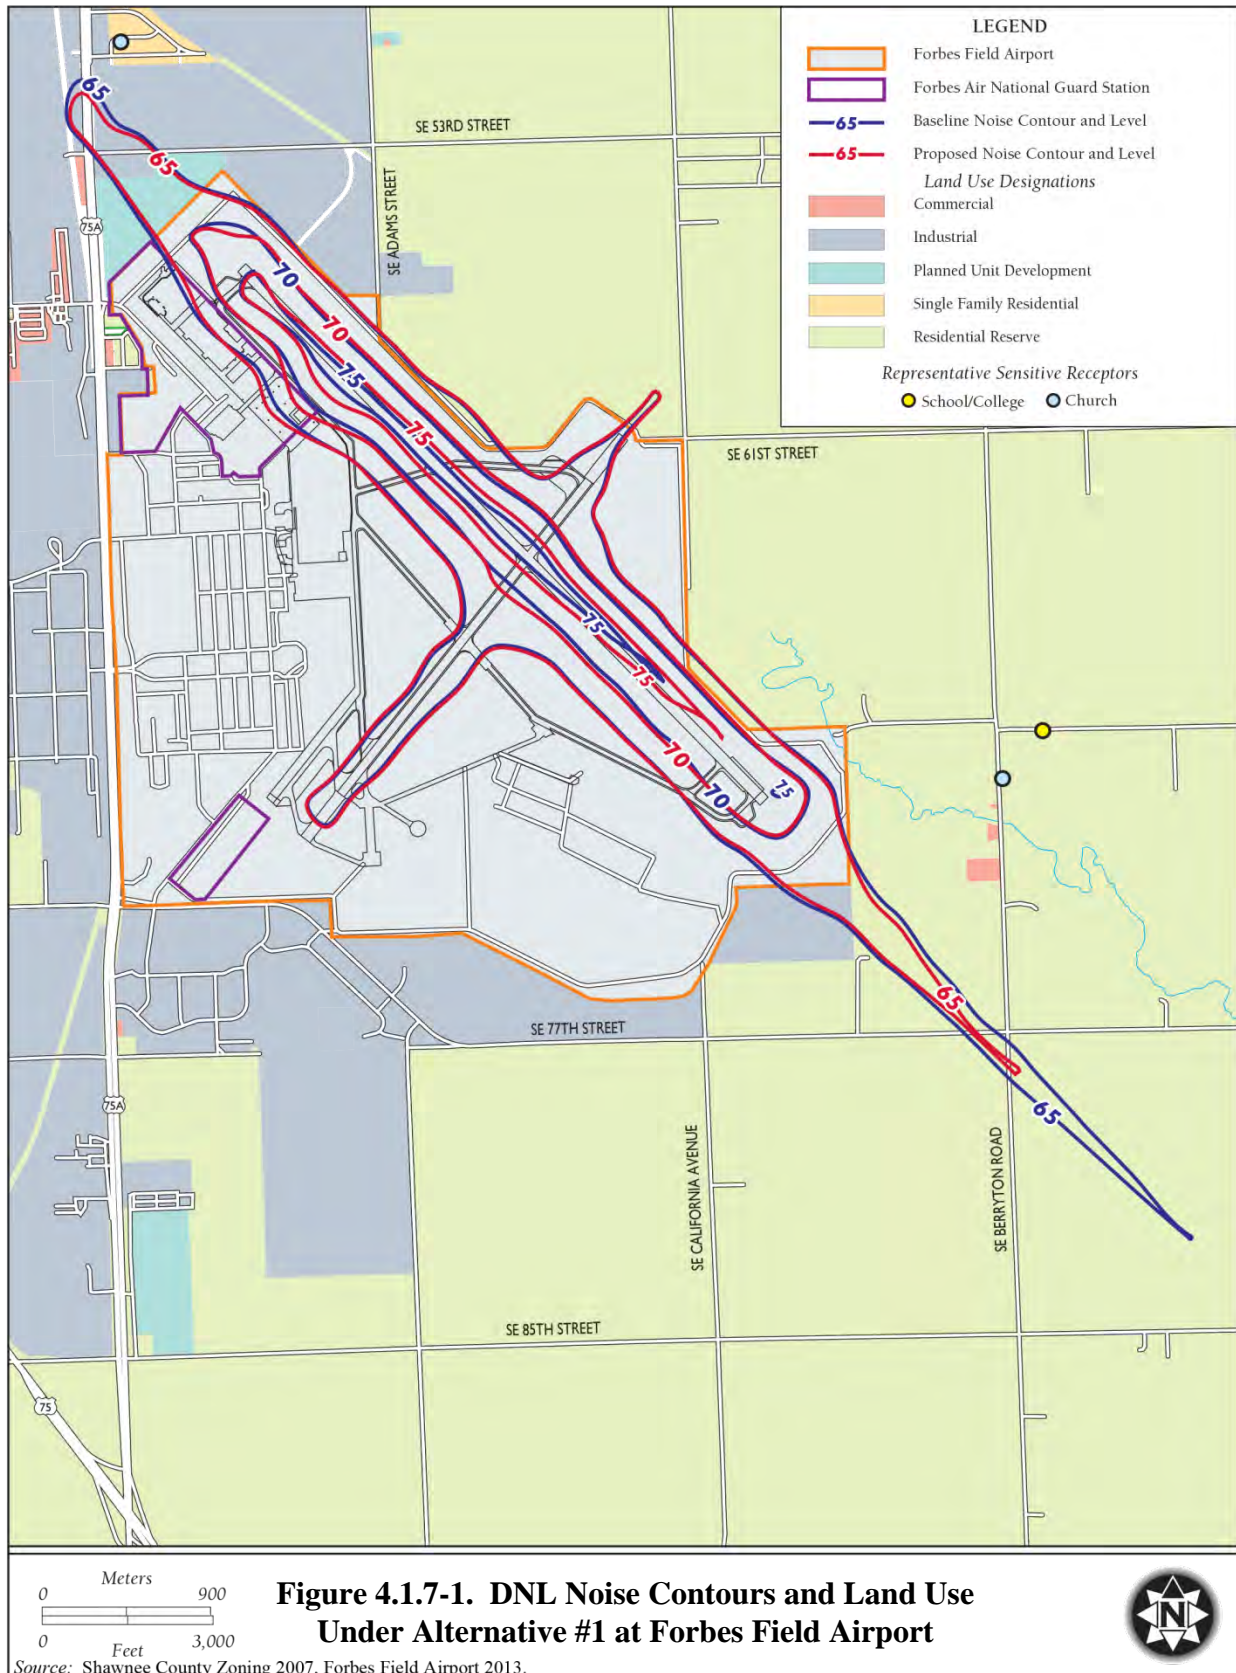 LEGEND
Forbes Field Airport
Forbes Air National Guard Station
65 Baseline Noise Contour and Level
65 Proposed Noise Contour and Level
Land Use Designations
Commercial
Industrial
Planned Unit Development
Single Family Residential
Residential Reserve
Representative Sensitive Receptors
School/College Church
65
SE 53RD STREET
65
SE ADAMS STREET
75A
70
70
75
75
SE 61ST STREET
75
75
70
70
75
65
SE 77TH STREET
75A
65
SE CALIFORNIA AVENUE
SE BERRYTON ROAD
SE 85TH STREET
75
Meters
0 900
0 3,000
Feet
Figure 4.1.7-1. DNL Noise Contours and Land Use
Under Alternative #1 at Forbes Field Airport
N
Source: Shawnee County Zoning 2007, Forbes Field Airport 2013.